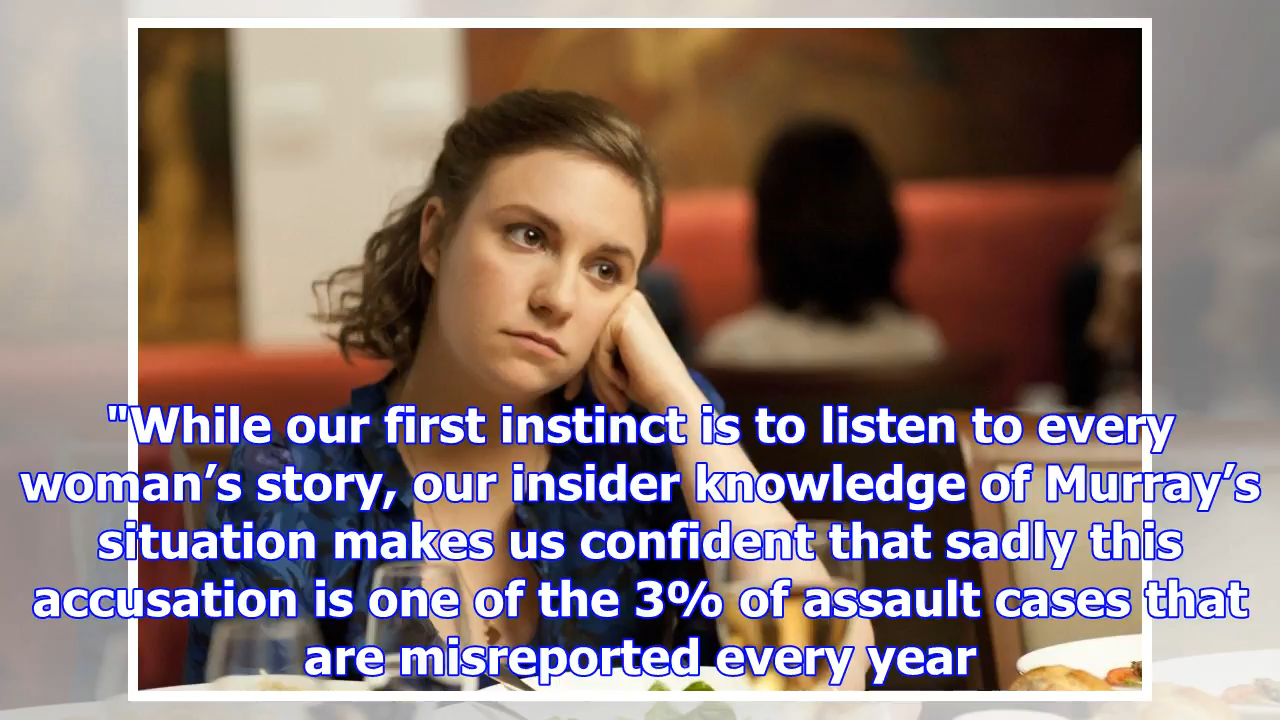 "While our first instinct is to listen to every
woman’s story, our insider knowledge of Murray’s
situation makes us confident that sadly this
accusation is one of the 3% of assault cases that
are misreported every year